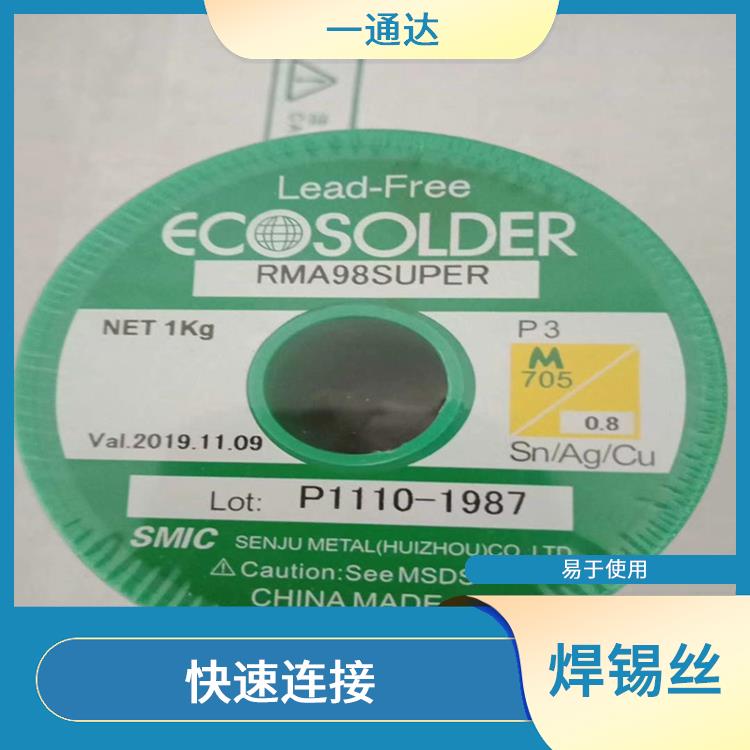 一通达
Lead-Free
ECOSOLDER
RMA98SUPER
NET 1Kg
P3
M
705
0.8
Val.2019.11.09
Sn/Ag/Cu
Lot: P1110-1987
SMIC SENJU METAL(HUIZHOU)CO.,LTD
Caution:See MSDS
CHINA MADE
易于使用
快速连接
焊锡丝